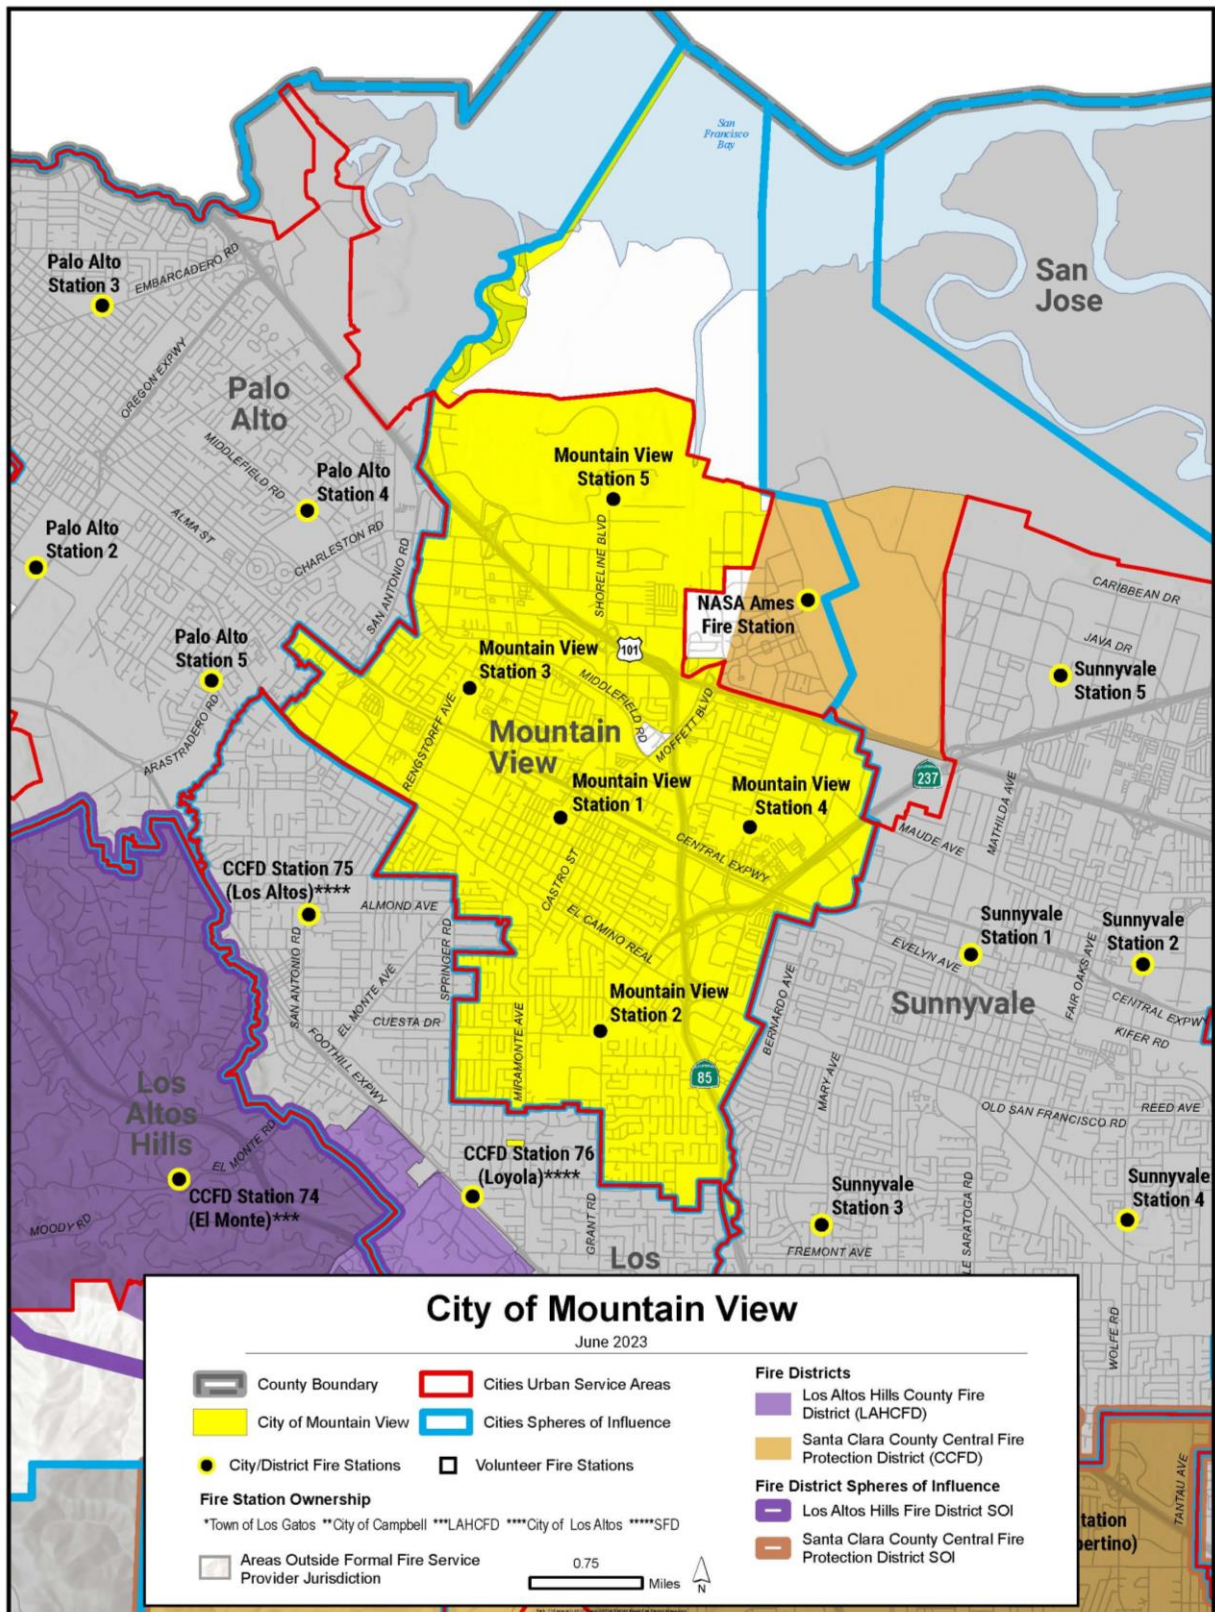 San
Francisco
Bay
San
Jose
Palo Alto
Station 3
EMBARCADERO RD
OREGON EXPWY
Palo
Alto
MIDDLEFIELD RD
Palo Alto
Station 4
ALMA ST
CHARLESTON RD
SAN ANTONIO RD
Palo Alto
Station 2
Mountain View
Station 5
SHORELINE BLVD
NASA Ames
Fire Station
CARIBBEAN DR
JAVA DR
Sunnyvale
Station 5
Palo Alto
Station 5
ARASTRADERO RD
Mountain View
Station 3
101
MIDDLEFIELD RD
MOFFETT BLVD
RENGSTORFF AVE
Mountain
View
Mountain View
Station 1
Mountain View
Station 4
237
MATHILDA AVE
MAUDE AVE
CENTRAL EXPWY
CASTRO ST
EL CAMINO REAL
CCFD Station 75
(Los Altos)****
ALMOND AVE
SPRINGER RD
SAN ANTONIO RD
EL MONTE AVE
CUESTA DR
FOOTHILL EXPWY
Mountain View
Station 2
MIRAMONTE AVE
85
BERNARDO AVE
EVELYN AVE
Sunnyvale
Station 1
Sunnyvale
Station 2
FAIR OAKS AVE
Sunnyvale
CENTRAL EXPWY
KIFER RD
MARY AVE
OLD SAN FRANCISCO RD
REED AVE
Los
Altos
Hills
EL MONTE RD
CCFD Station 74
(El Monte)***
MOODY RD
CCFD Station 76
(Loyola)****
GRANT RD
Los
Sunnyvale
Station 3
FREMONT AVE
LE SARATOGA RD
Sunnyvale
Station 4
WOLFE RD
TANTAU AVE
tation
pertino)
City of Mountain View
June 2023
County Boundary
Cities Urban Service Areas
City of Mountain View
Cities Spheres of Influence
City/District Fire Stations
Volunteer Fire Stations
Fire Station Ownership
*Town of Los Gatos **City of Campbell ***LAHCFD ****City of Los Altos *****SFD
Areas Outside Formal Fire Service
Provider Jurisdiction
0.75
Miles
N
Fire Districts
Los Altos Hills County Fire
District (LAHCFD)
Santa Clara County Central Fire
Protection District (CCFD)
Fire District Spheres of Influence
Los Altos Hills Fire District SOI
Santa Clara County Central Fire
Protection District SOI